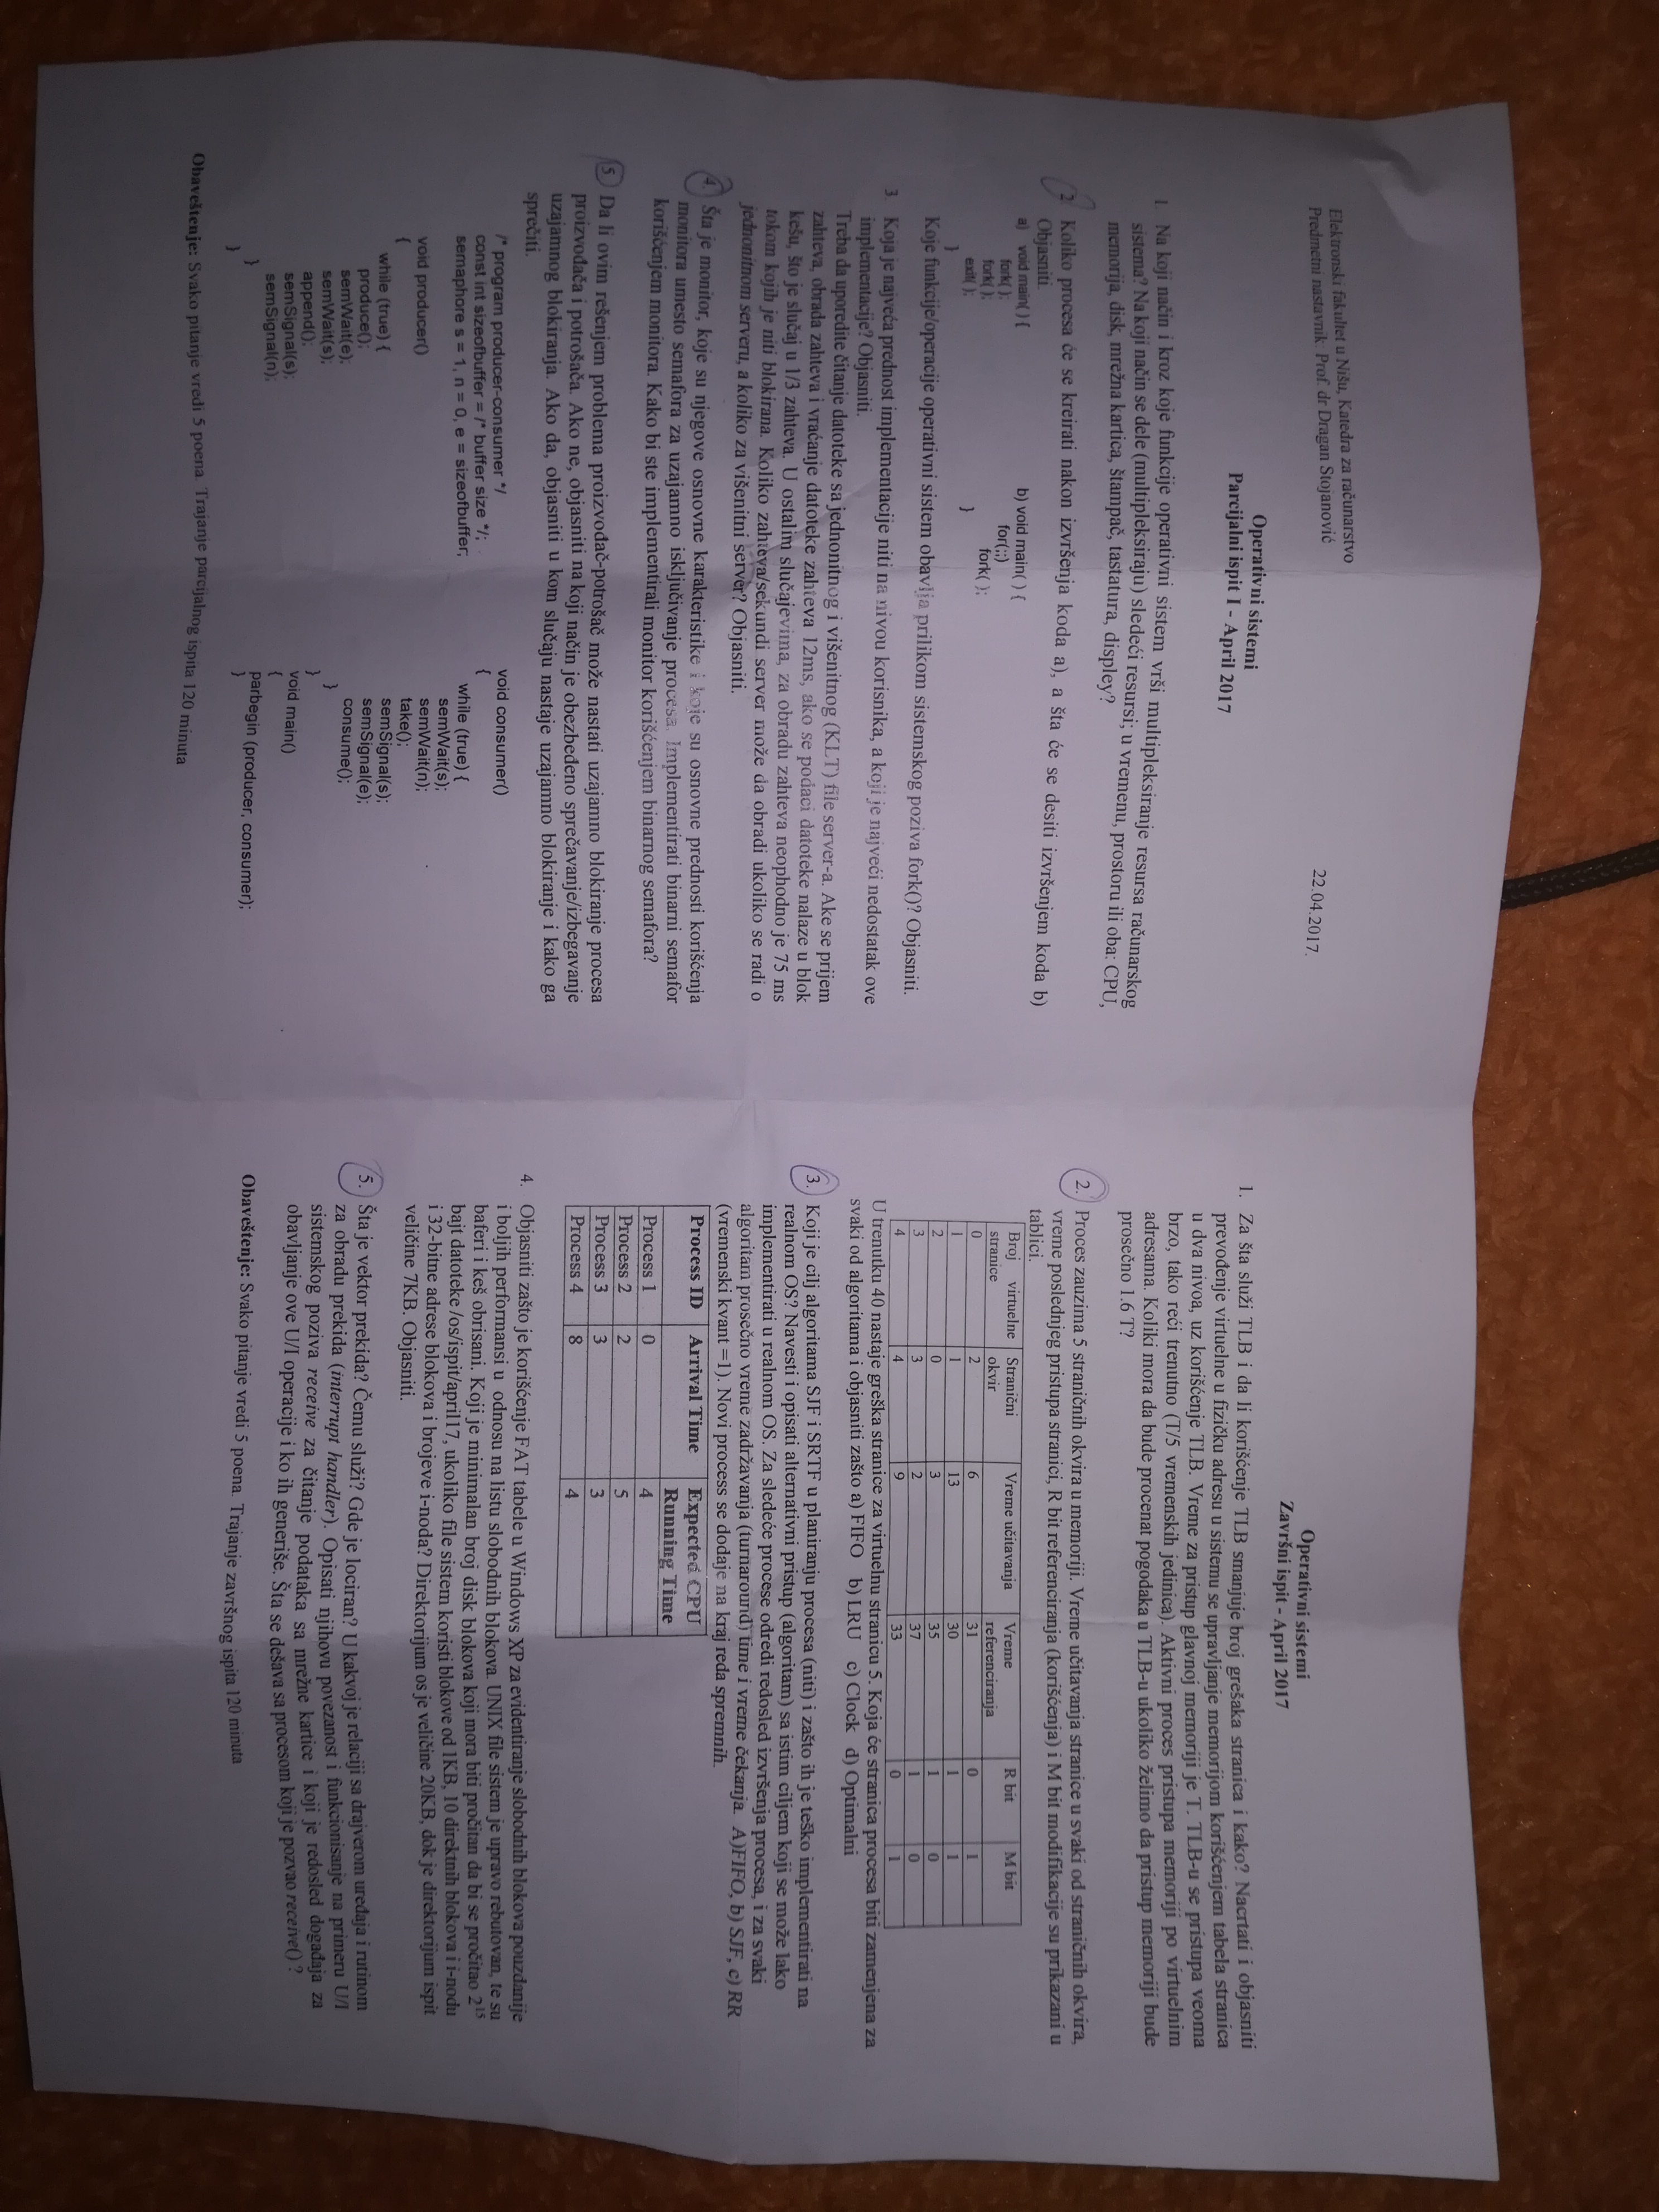 Elektronski fakultet u Nišu, Katedra za računarstvo
Predmetni nastavnik: Prof. dr Dragan Stojanović
22.04.2017.
Operativni sistemi
Parcijalni ispit I - April 2017
1. Na koji način i kroz koje funkcije operativni sistem vrši multipleksiranje resursa računarskog
sistema? Na koji način se dele (multipleksiraju) sledeći resursi; u vremenu, prostoru ili oba: CPU,
memorija, disk, mrežna kartica, štampač, tastatura, displey?
2. Koliko procesa će se kreirati nakon izvršenja koda a), a šta će se desiti izvršenjem koda b)
Objasniti.
a) void main( ) {
fork( );
fork( );
exit( );
}
b) void main( ) {
for(;;)
fork( );
}
Koje funkcije/operacije operativni sistem obavlja prilikom sistemskog poziva fork()? Objasniti.
3. Koja je najveća prednost implementacije niti na nivou korisnika, a koji je najveći nedostatak ove
implementacije? Objasniti.
Treba da uporedite čitanje datoteke sa jednonitnog i višenitnog (KLT) file server-a. Ake se prijem
zahteva, obrada zahteva i vraćanje datoteke zahteva 12ms, ako se podaci datoteke nalaze u blok
kešu, što je slučaj u 1/3 zahteva. U ostalim slučajevima, za obradu zahteva neophodno je 75 ms
tokom kojih je niti blokirana. Koliko zahteva/sekundi server može da obradi ukoliko se radi o
jednonitnom serveru, a koliko za višenitni server? Objasniti.
4. Šta je monitor, koje su njegove osnovne karakteristike i koje su osnovne prednosti korišćenja
monitora umesto semafora za uzajamno isključivanje procesa. Implementirati binarni semafor
korišćenjem monitora. Kako bi ste implementirali monitor korišćenjem binarnog semafora?
5. Da li ovim rešenjem problema proizvođač-potrošač može nastati uzajamno blokiranje procesa
proizvođača i potrošača. Ako ne, objasniti na koji način je obezbeđeno sprečavanje/izbegavanje
uzajamnog blokiranja. Ako da, objasniti u kom slučaju nastaje uzajamno blokiranje i kako ga
sprečiti.
/* program producer-consumer */
const int sizeofbuffer = /* buffer size */;
semaphore s = 1, n = 0, e = sizeofbuffer;
void producer()
{
while (true) {
produce();
semWait(e);
semWait(s);
append();
semSignal(s);
semSignal(n);
}
}
void consumer()
{
while (true) {
semWait(s);
semWait(n);
take();
semSignal(s);
semSignal(e);
consume();
}
}
void main()
{
parbegin (producer, consumer);
}
Obaveštenje: Svako pitanje vredi 5 poena. Trajanje parcijalnog ispita 120 minuta
Operativni sistemi
Završni ispit - April 2017
1. Za šta služi TLB i da li korišćenje TLB smanjuje broj grešaka stranica i kako? Nacrtati i objasniti
prevođenje virtuelne u fizičku adresu u sistemu se upravljanje memorijom korišćenjem tabela stranica
u dva nivoa, uz korišćenje TLB. Vreme za pristup glavnoj memoriji je T. TLB-u se pristupa veoma
brzo, tako reći trenutno (T/5 vremenskih jedinica). Aktivni proces pristupa memoriji po virtuelnim
adresama. Koliki mora da bude procenat pogodaka u TLB-u ukoliko želimo da pristup memoriji bude
prosečno 1.6 T?
2. Proces zauzima 5 straničnih okvira u memoriji. Vreme učitavanja stranice u svaki od straničnih okvira,
vreme poslednjeg pristupa stranici, R bit referenciranja (korišćenja) i M bit modifikacije su prikazani u
tablici.
Broj virtuelne stranice | Stranični okvir | Vreme učitavanja | Vreme referenciranja | R bit | M bit
0 | 2 | 6 | 31 | 0 | 1
1 | 1 | 13 | 30 | 1 | 1
2 | 0 | 3 | 35 | 1 | 0
3 | 3 | 2 | 37 | 1 | 0
4 | 4 | 9 | 33 | 0 | 1
U trenutku 40 nastaje greška stranice za virtuelnu stranicu 5. Koja će stranica procesa biti zamenjena za
svaki od algoritama i objasniti zašto a) FIFO b) LRU c) Clock d) Optimalni
3. Koji je cilj algoritama SJF i SRTF u planiranju procesa (niti) i zašto ih je teško implementirati na
realnom OS? Navesti i opisati alternativni pristup (algoritam) sa istim ciljem koji se može lako
implementirati u realnom OS. Za sledeće procese odredi redosled izvršenja procesa, i za svaki
algoritam prosečno vreme zadržavanja (turnaround) time i vreme čekanja. A)FIFO, b) SJF, c) RR
(vremenski kvant =1). Novi process se dodaje na kraj reda spremnih.
Process ID | Arrival Time | Expected CPU Running Time
Process 1 | 0 | 4
Process 2 | 2 | 5
Process 3 | 3 | 3
Process 4 | 8 | 4
4. Objasniti zašto je korišćenje FAT tabele u Windows XP za evidentiranje slobodnih blokova pouzdanije
i boljih performansi u odnosu na listu slobodnih blokova. UNIX file sistem je upravo rebutovan, te su
baferi i keš obrisani. Koji je minimalan broj disk blokova koji mora biti pročitan da bi se pročitao 2^15
bajt datoteke /os/ispit/april17, ukoliko file sistem koristi blokove od 1KB, 10 direktnih blokova i i-nodu
i 32-bitne adrese blokova i brojeve i-noda? Direktorijum os je veličine 20KB, dok je direktorijum ispit
veličine 7KB. Objasniti.
5. Šta je vektor prekida? Čemu služi? Gde je lociran? U kakvoj je relaciji sa drajverom uređaja i rutinom
za obradu prekida (interrupt handler). Opisati njihovu povezanost i funkcionisanje na primeru U/I
sistemskog poziva receive za čitanje podataka sa mrežne kartice i koji je redosled događaja za
obavljanje ove U/I operacije i ko ih generiše. Šta se dešava sa procesom koji je pozvao receive() ?
Obaveštenje: Svako pitanje vredi 5 poena. Trajanje završnog ispita 120 minuta